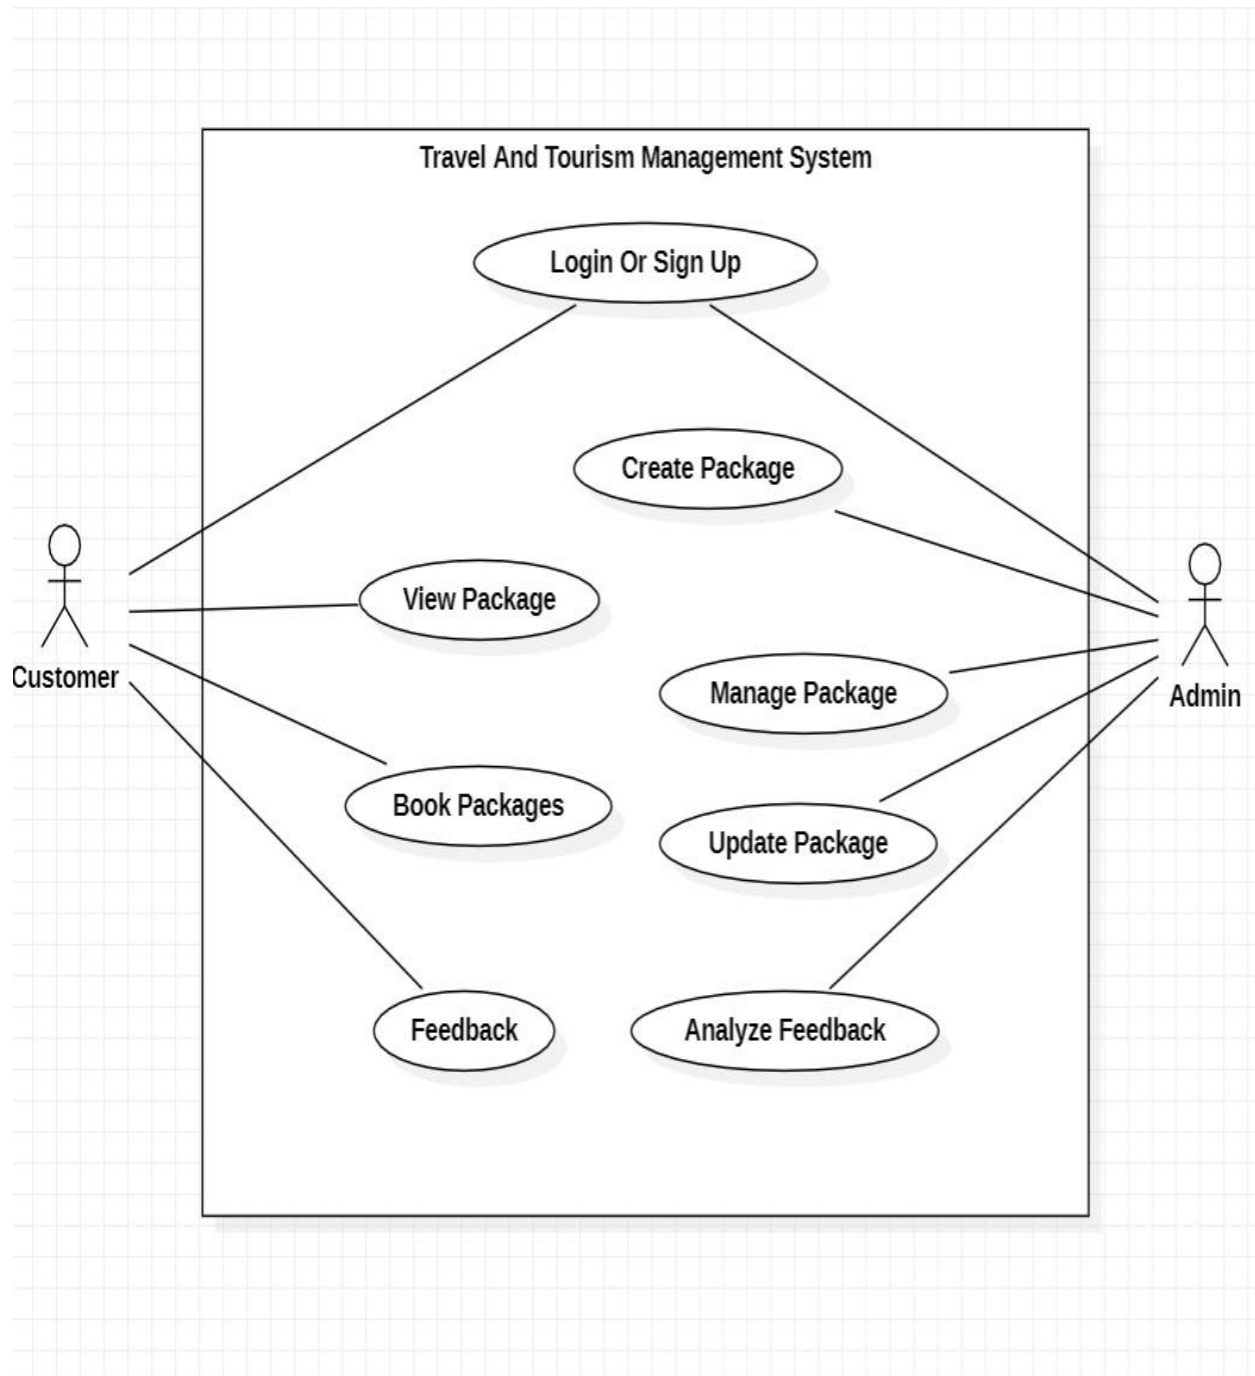 Travel And Tourism Management System
Login Or Sign Up
Create Package
View Package
Customer
Manage Package
Admin
Book Packages
Update Package
Feedback
Analyze Feedback